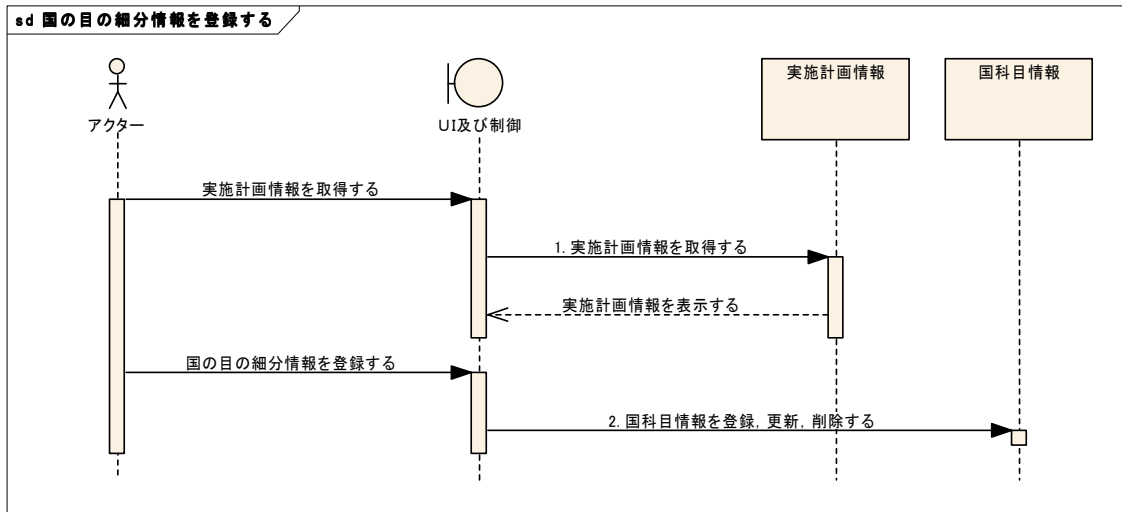 sd 国の目の細分情報を登録する
アクター
UI及び制御
実施計画情報
国科目情報
実施計画情報を取得する
1. 実施計画情報を取得する
実施計画情報を表示する
国の目の細分情報を登録する
2. 国科目情報を登録, 更新, 削除する